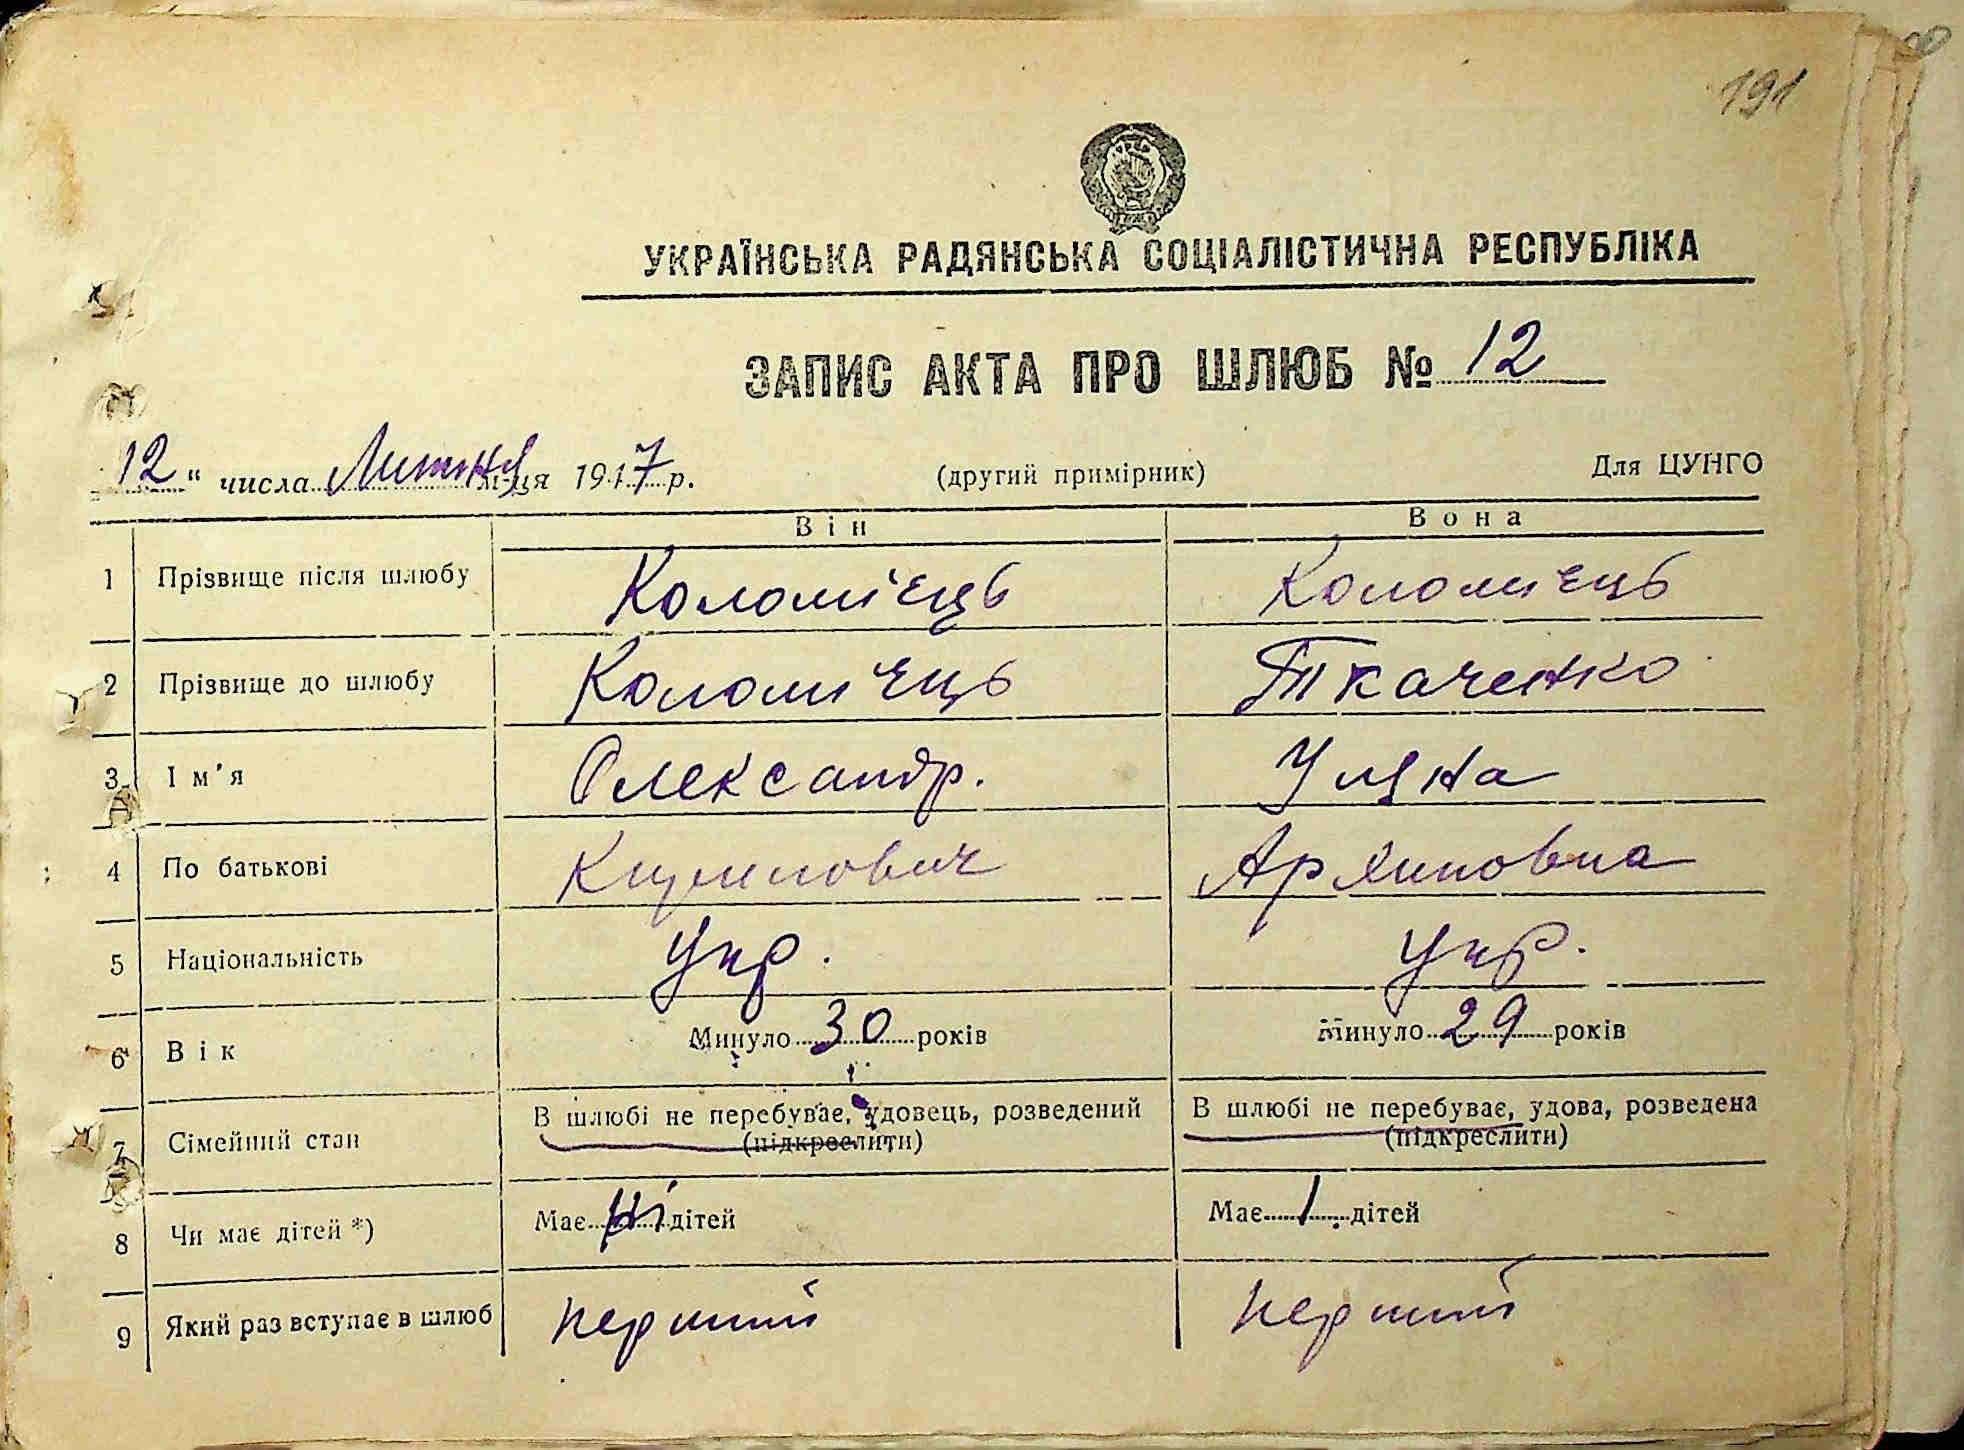 191
УКРАЇНСЬКА РАДЯНСЬКА СОЦІАЛІСТИЧНА РЕСПУБЛІКА
ЗАПИС АКТА ПРО ШЛЮБ № 12
12 " числа Липня м-ця 1947 р. (другий примірник) Для ЦУНГО
Він Вона
1 Прізвище після шлюбу Коломієць Коломієць
2 Прізвище до шлюбу Коломієць Ткаченко
3 Ім'я Олександр. Уляна
4 По батькові Кирилович Архиповна
5 Національність Укр. Укр.
6 Вік Минуло 30 років Минуло 29 років
7 Сімейний стан В шлюбі не перебуває, удовець, розведений В шлюбі не перебуває, удова, розведена
(підкреслити) (підкреслити)
8 Чи має дітей *) Має ні дітей Має 1 дітей
9 Який раз вступає в шлюб перший перший